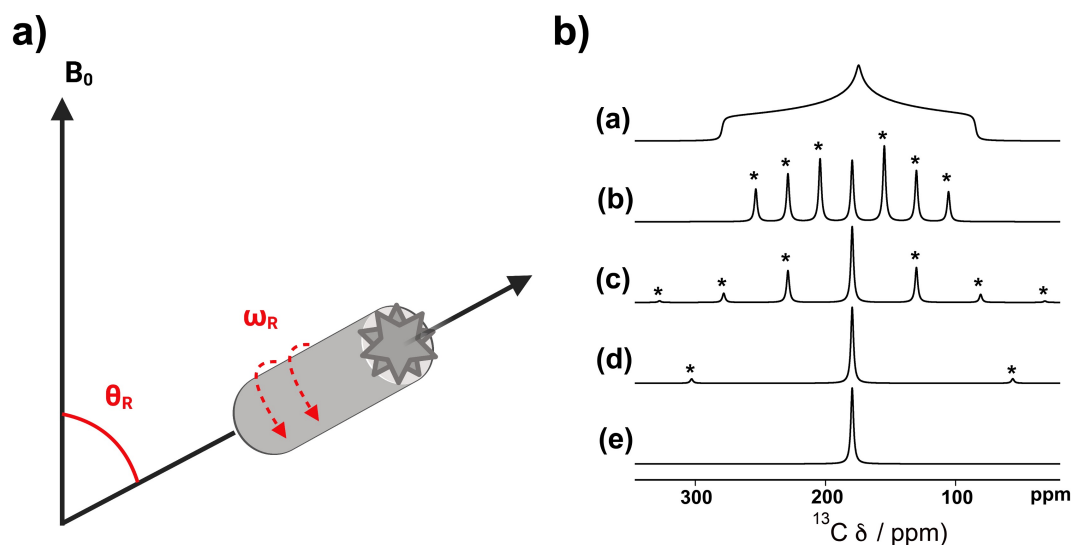 a)
B₀
ωR
θR
b)
(a)
(b)
* * * * * *
(c)
* * * * * *
(d)
* *
(e)
300 200 100 ppm
¹³C δ / ppm)